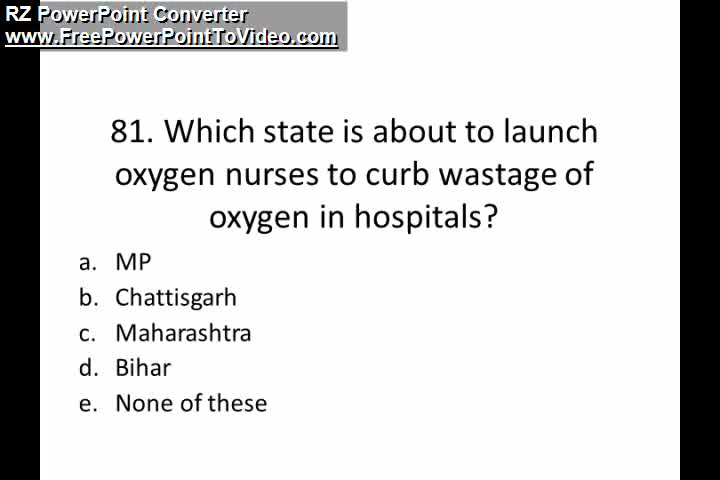 RZ PowerPoint Converter
www.FreePowerPointToVideo.com
81. Which state is about to launch
oxygen nurses to curb wastage of
oxygen in hospitals?
a. MP
b. Chattisgarh
c. Maharashtra
d. Bihar
e. None of these